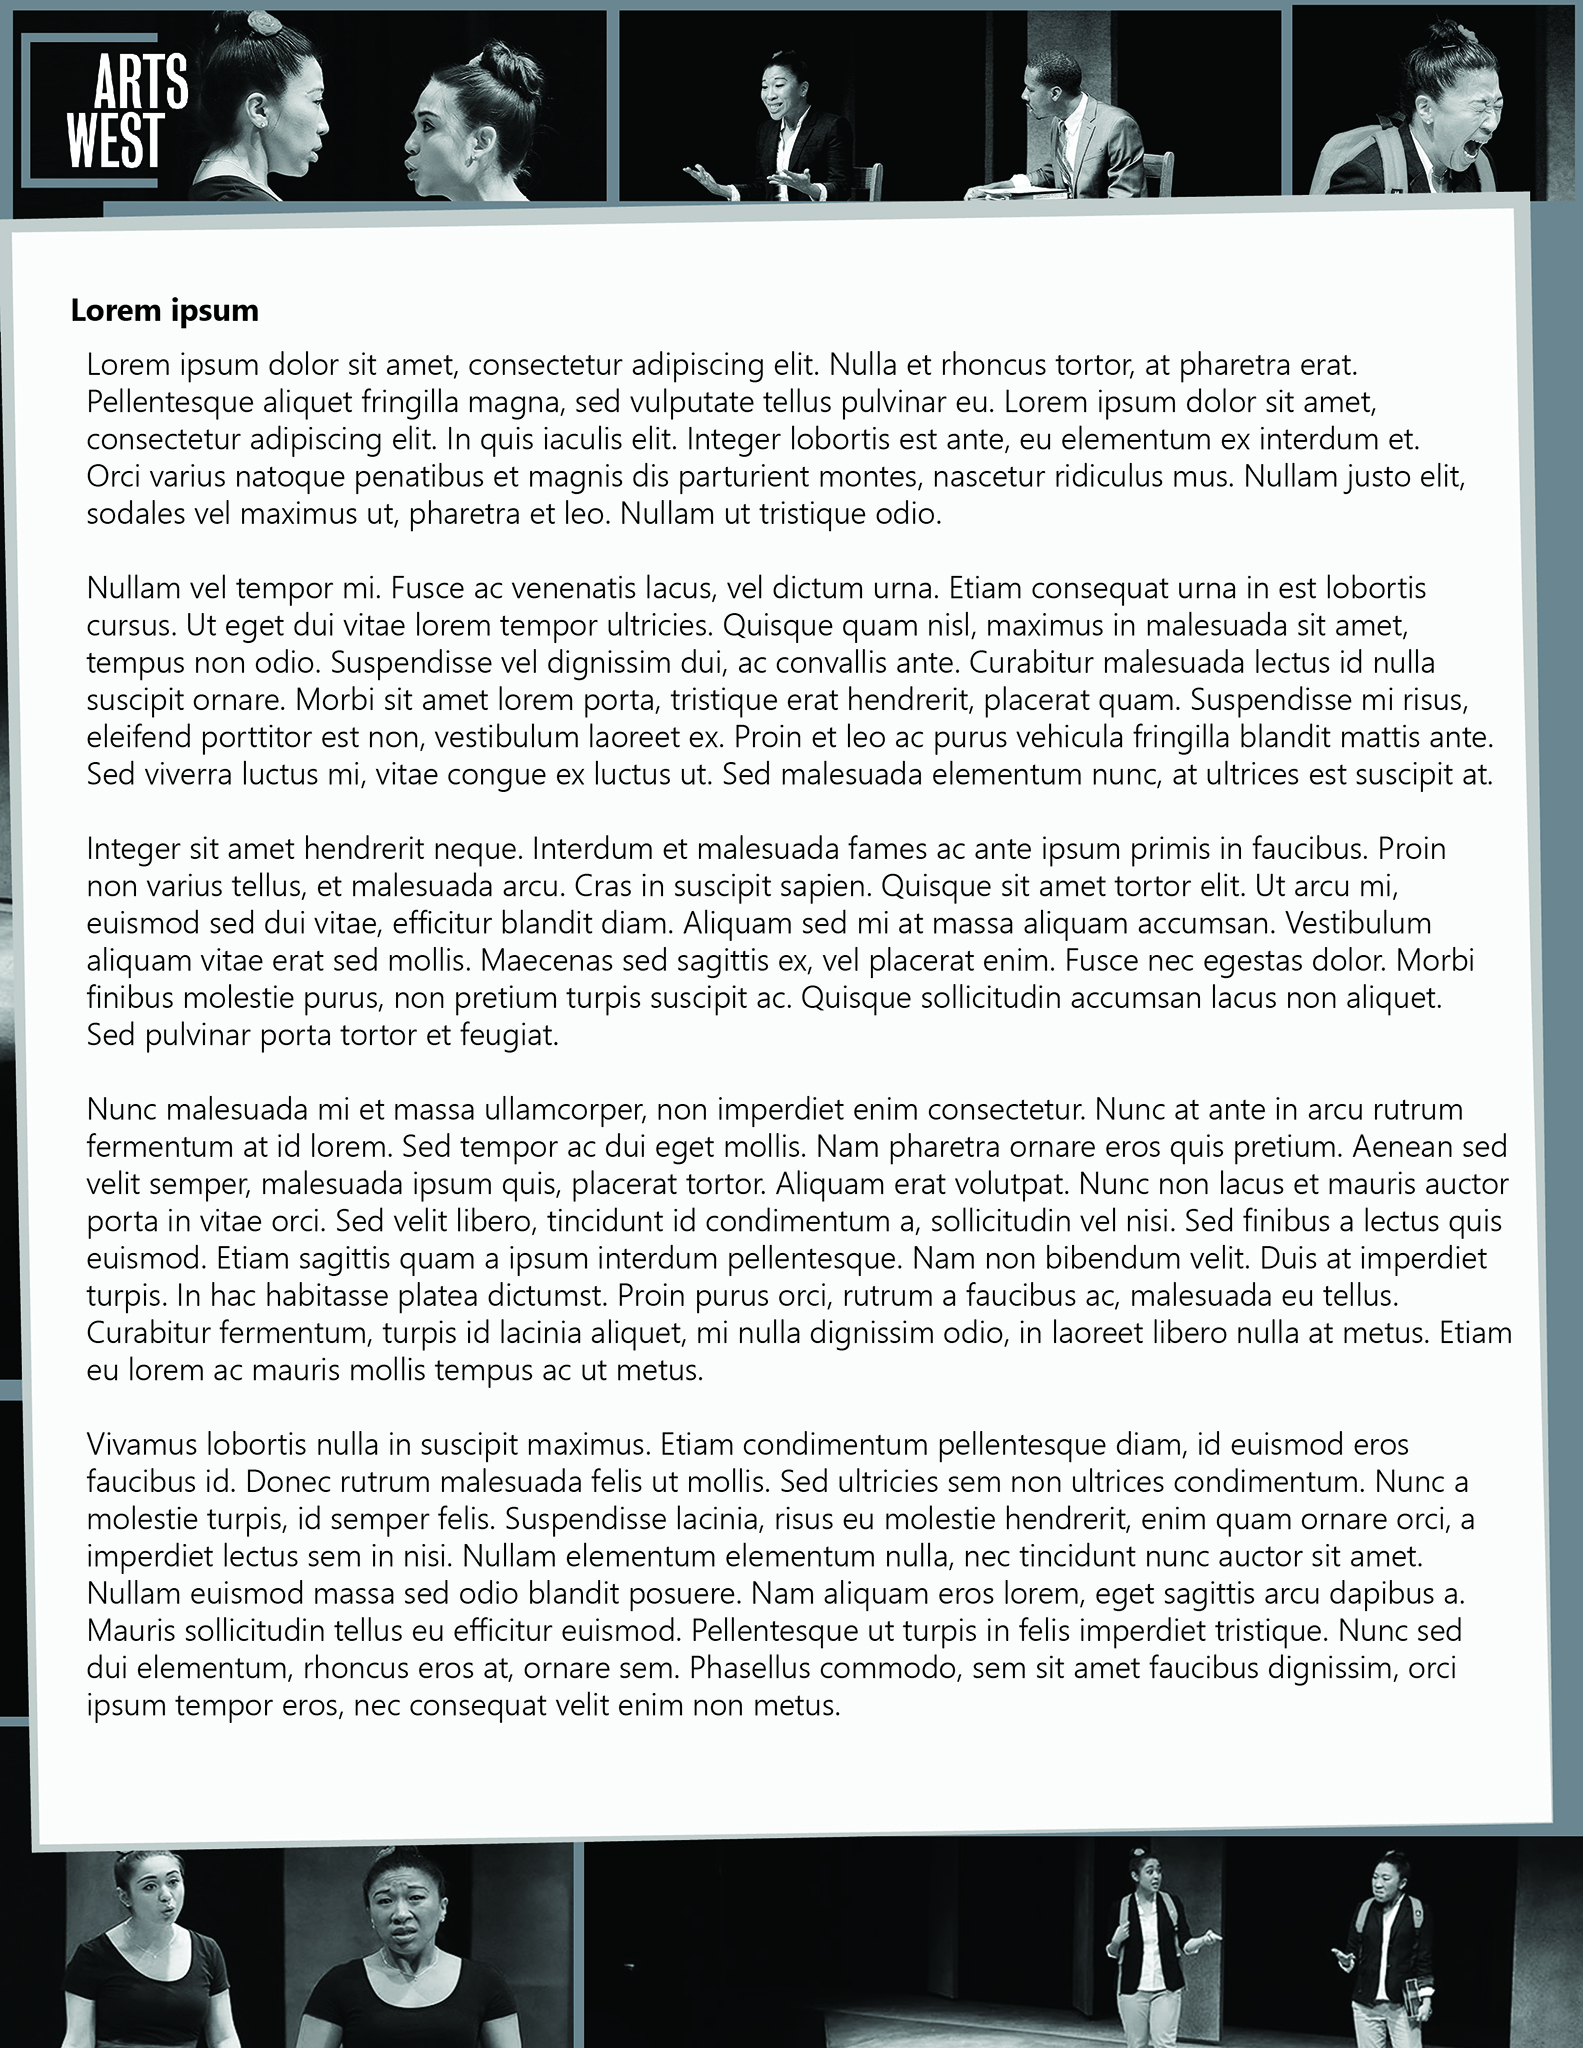 ARTS
WEST
Lorem ipsum
Lorem ipsum dolor sit amet, consectetur adipiscing elit. Nulla et rhoncus tortor, at pharetra erat.
Pellentesque aliquet fringilla magna, sed vulputate tellus pulvinar eu. Lorem ipsum dolor sit amet,
consectetur adipiscing elit. In quis iaculis elit. Integer lobortis est ante, eu elementum ex interdum et.
Orci varius natoque penatibus et magnis dis parturient montes, nascetur ridiculus mus. Nullam justo elit,
sodales vel maximus ut, pharetra et leo. Nullam ut tristique odio.
Nullam vel tempor mi. Fusce ac venenatis lacus, vel dictum urna. Etiam consequat urna in est lobortis
cursus. Ut eget dui vitae lorem tempor ultricies. Quisque quam nisl, maximus in malesuada sit amet,
tempus non odio. Suspendisse vel dignissim dui, ac convallis ante. Curabitur malesuada lectus id nulla
suscipit ornare. Morbi sit amet lorem porta, tristique erat hendrerit, placerat quam. Suspendisse mi risus,
eleifend porttitor est non, vestibulum laoreet ex. Proin et leo ac purus vehicula fringilla blandit mattis ante.
Sed viverra luctus mi, vitae congue ex luctus ut. Sed malesuada elementum nunc, at ultrices est suscipit at.
Integer sit amet hendrerit neque. Interdum et malesuada fames ac ante ipsum primis in faucibus. Proin
non varius tellus, et malesuada arcu. Cras in suscipit sapien. Quisque sit amet tortor elit. Ut arcu mi,
euismod sed dui vitae, efficitur blandit diam. Aliquam sed mi at massa aliquam accumsan. Vestibulum
aliquam vitae erat sed mollis. Maecenas sed sagittis ex, vel placerat enim. Fusce nec egestas dolor. Morbi
finibus molestie purus, non pretium turpis suscipit ac. Quisque sollicitudin accumsan lacus non aliquet.
Sed pulvinar porta tortor et feugiat.
Nunc malesuada mi et massa ullamcorper, non imperdiet enim consectetur. Nunc at ante in arcu rutrum
fermentum at id lorem. Sed tempor ac dui eget mollis. Nam pharetra ornare eros quis pretium. Aenean sed
velit semper, malesuada ipsum quis, placerat tortor. Aliquam erat volutpat. Nunc non lacus et mauris auctor
porta in vitae orci. Sed velit libero, tincidunt id condimentum a, sollicitudin vel nisi. Sed finibus a lectus quis
euismod. Etiam sagittis quam a ipsum interdum pellentesque. Nam non bibendum velit. Duis at imperdiet
turpis. In hac habitasse platea dictumst. Proin purus orci, rutrum a faucibus ac, malesuada eu tellus.
Curabitur fermentum, turpis id lacinia aliquet, mi nulla dignissim odio, in laoreet libero nulla at metus. Etiam
eu lorem ac mauris mollis tempus ac ut metus.
Vivamus lobortis nulla in suscipit maximus. Etiam condimentum pellentesque diam, id euismod eros
faucibus id. Donec rutrum malesuada felis ut mollis. Sed ultricies sem non ultrices condimentum. Nunc a
molestie turpis, id semper felis. Suspendisse lacinia, risus eu molestie hendrerit, enim quam ornare orci, a
imperdiet lectus sem in nisi. Nullam elementum elementum nulla, nec tincidunt nunc auctor sit amet.
Nullam euismod massa sed odio blandit posuere. Nam aliquam eros lorem, eget sagittis arcu dapibus a.
Mauris sollicitudin tellus eu efficitur euismod. Pellentesque ut turpis in felis imperdiet tristique. Nunc sed
dui elementum, rhoncus eros at, ornare sem. Phasellus commodo, sem sit amet faucibus dignissim, orci
ipsum tempor eros, nec consequat velit enim non metus.